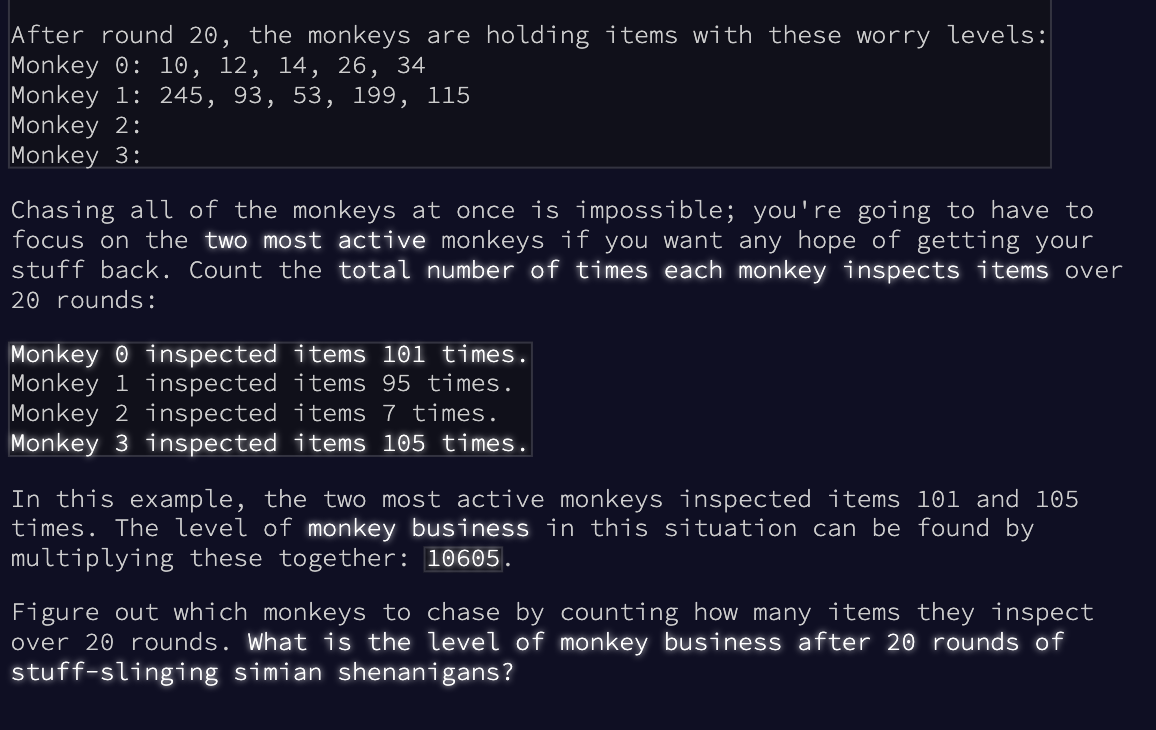 After round 20, the monkeys are holding items with these worry levels:
Monkey 0: 10, 12, 14, 26, 34
Monkey 1: 245, 93, 53, 199, 115
Monkey 2:
Monkey 3:
Chasing all of the monkeys at once is impossible; you're going to have to
focus on the two most active monkeys if you want any hope of getting your
stuff back. Count the total number of times each monkey inspects items over
20 rounds:
Monkey 0 inspected items 101 times.
Monkey 1 inspected items 95 times.
Monkey 2 inspected items 7 times.
Monkey 3 inspected items 105 times.
In this example, the two most active monkeys inspected items 101 and 105
times. The level of monkey business in this situation can be found by
multiplying these together: 10605.
Figure out which monkeys to chase by counting how many items they inspect
over 20 rounds. What is the level of monkey business after 20 rounds of
stuff-slinging simian shenanigans?